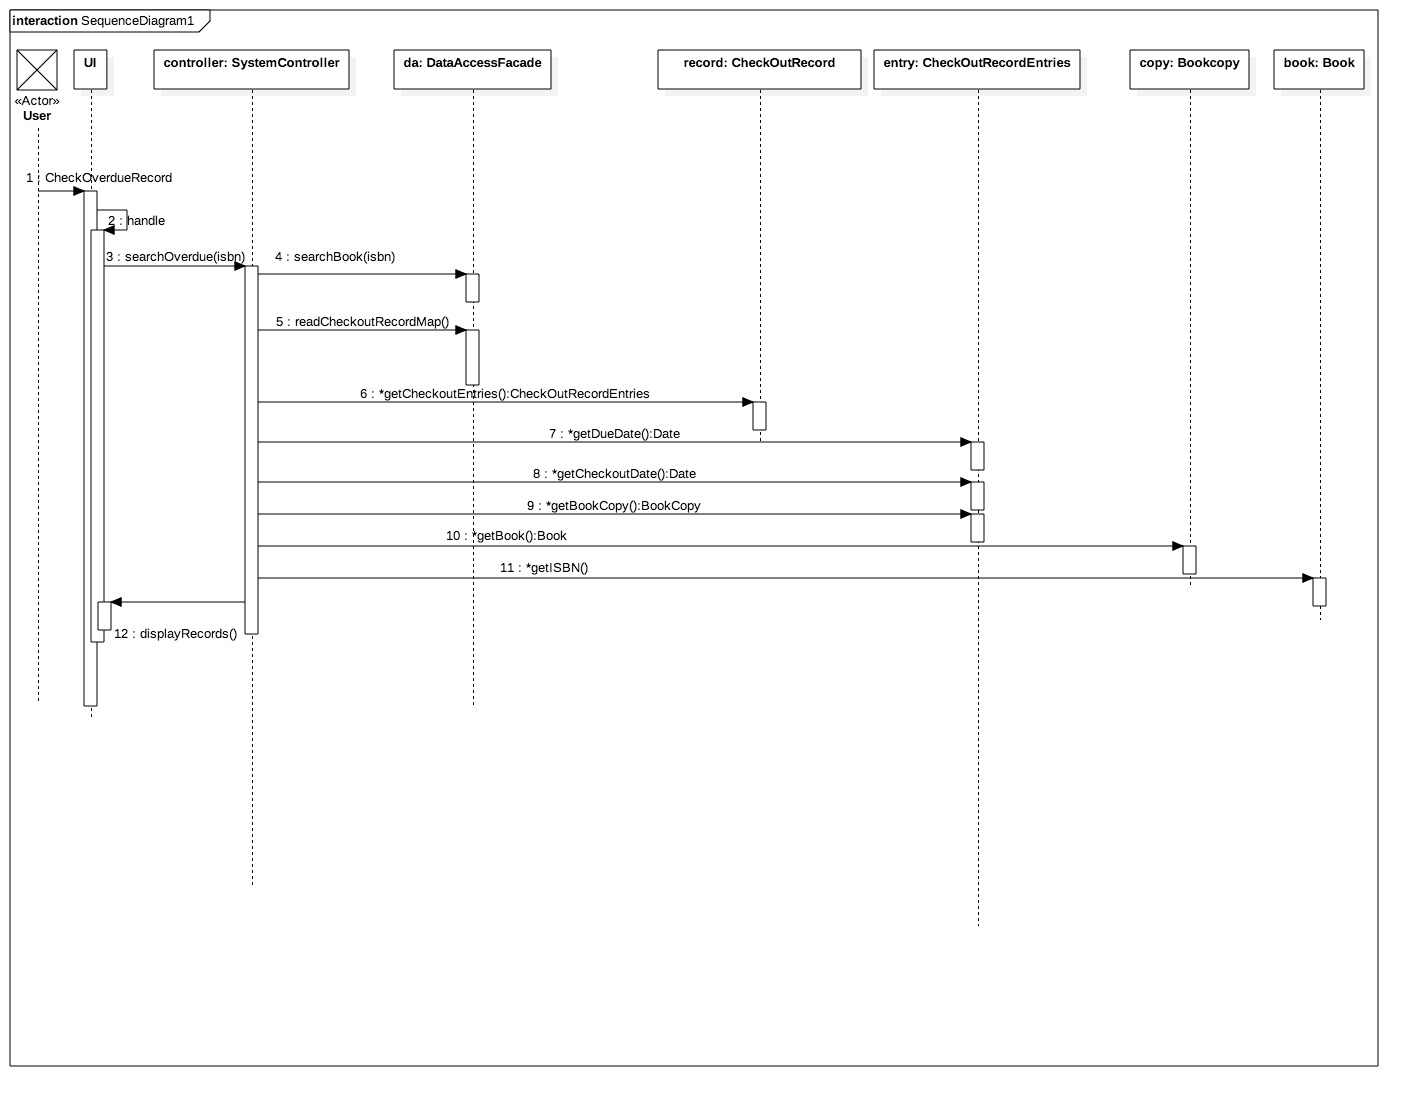 interaction SequenceDiagram1
UI
controller: SystemController
da: DataAccessFacade
record: CheckOutRecord
entry: CheckOutRecordEntries
copy: Bookcopy
book: Book
«Actor»
User
1 : CheckOverdueRecord
2 : handle
3 : searchOverdue(isbn)
4 : searchBook(isbn)
5 : readCheckoutRecordMap()
6 : *getCheckoutEntries():CheckOutRecordEntries
7 : *getDueDate():Date
8 : *getCheckoutDate():Date
9 : *getBookCopy():BookCopy
10 : *getBook():Book
11 : *getISBN()
12 : displayRecords()